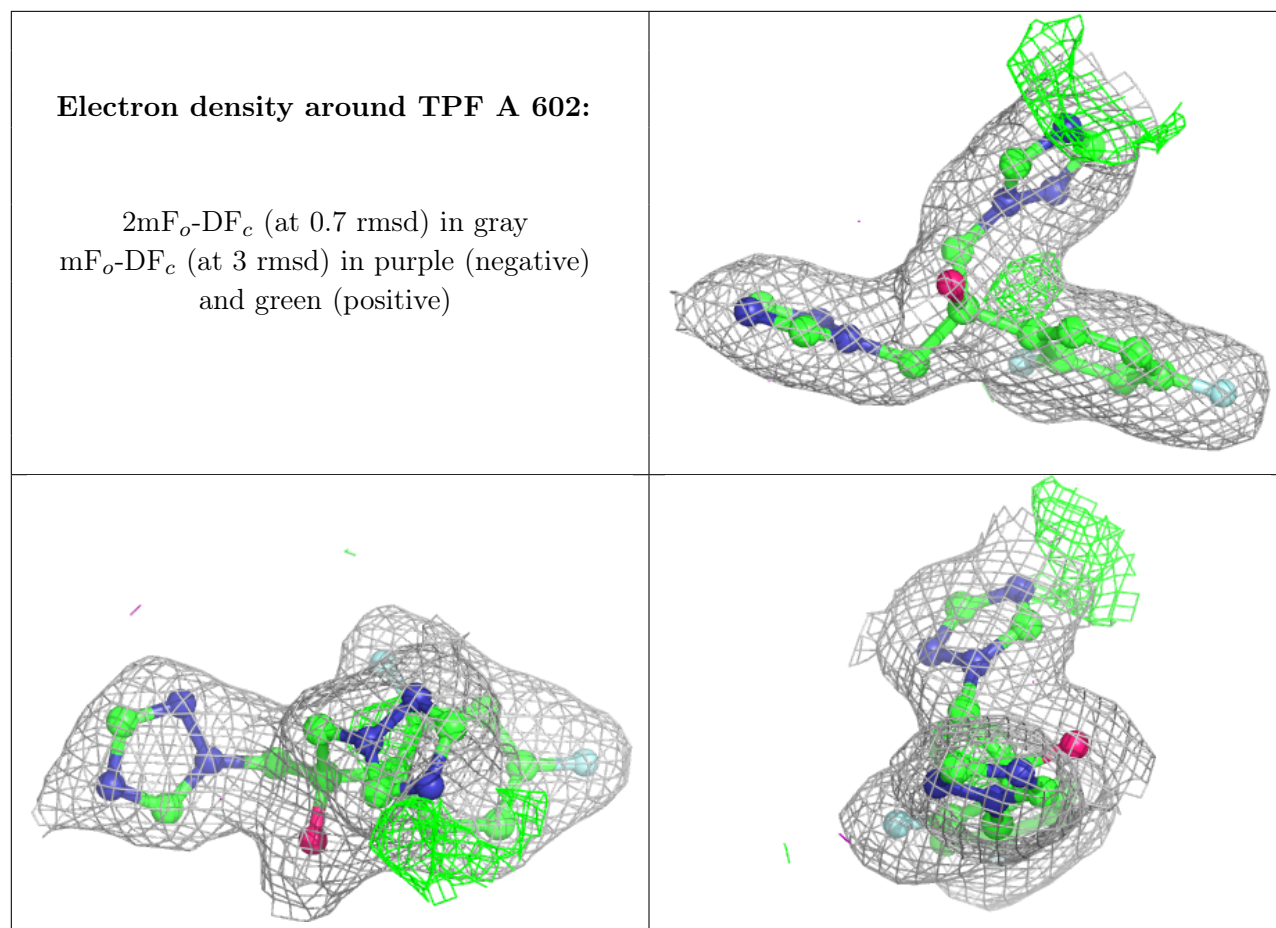 Electron density around TPF A 602:
2mFo-DFc (at 0.7 rmsd) in gray
mFo-DFc (at 3 rmsd) in purple (negative)
and green (positive)